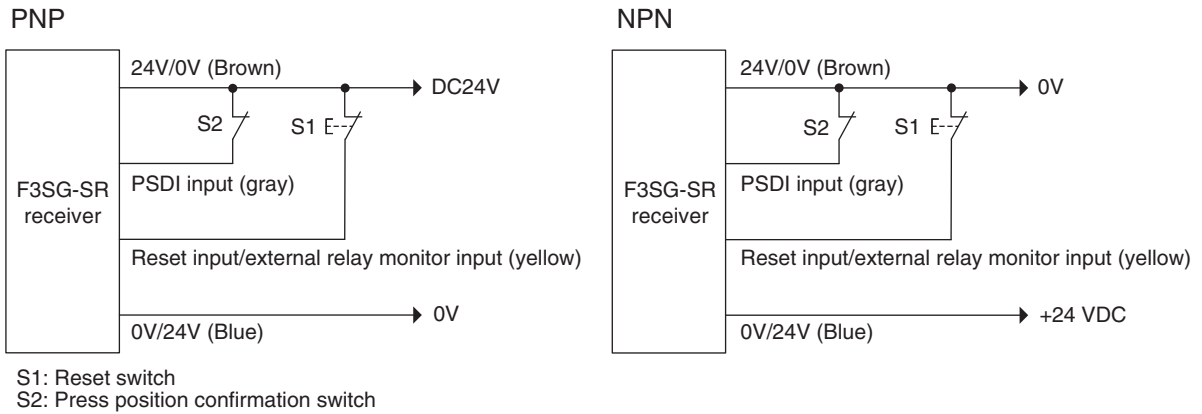 PNP
24V/0V (Brown)
DC24V
S2
S1
PSDI input (gray)
F3SG-SR
receiver
Reset input/external relay monitor input (yellow)
0V
0V/24V (Blue)
S1: Reset switch
S2: Press position confirmation switch
NPN
24V/0V (Brown)
0V
S2
S1
PSDI input (gray)
F3SG-SR
receiver
Reset input/external relay monitor input (yellow)
+24 VDC
0V/24V (Blue)